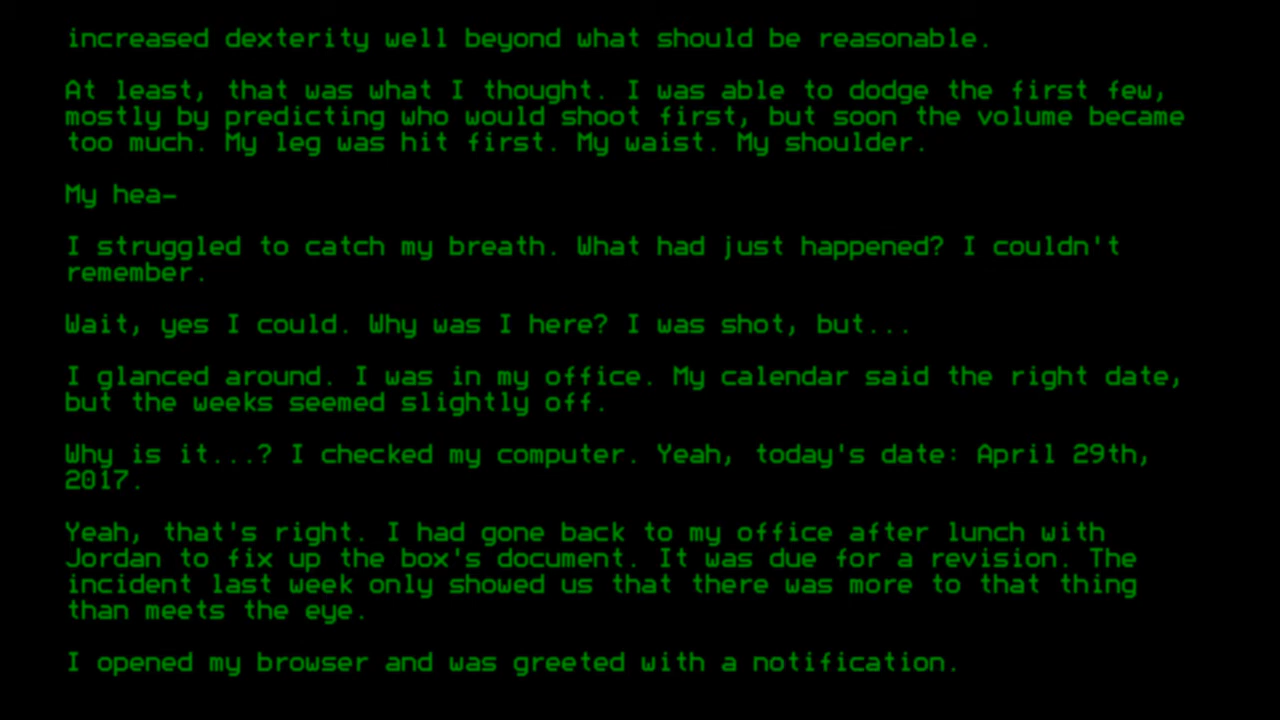 increased dexterity well beyond what should be reasonable.
At least, that was what I thought. I was able to dodge the first few,
mostly by predicting who would shoot first, but soon the volume became
too much. My leg was hit first. My waist. My shoulder.
My hea-
I struggled to catch my breath. What had just happened? I couldn't
remember.
Wait, yes I could. Why was I here? I was shot, but...
I glanced around. I was in my office. My calendar said the right date,
but the weeks seemed slightly off.
Why is it...? I checked my computer. Yeah, today's date: April 29th,
2017.
Yeah, that's right. I had gone back to my office after lunch with
Jordan to fix up the box's document. It was due for a revision. The
incident last week only showed us that there was more to that thing
than meets the eye.
I opened my browser and was greeted with a notification.